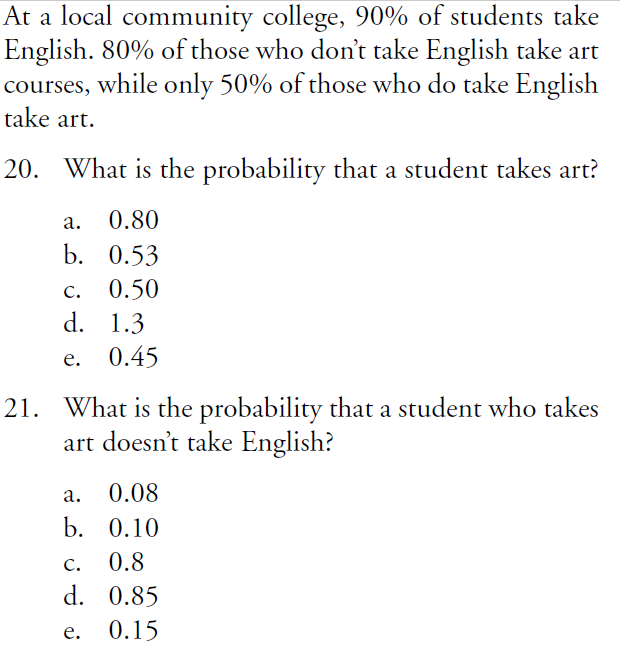 At a local community college, 90% of students take
English. 80% of those who don’t take English take art
courses, while only 50% of those who do take English
take art.
20. What is the probability that a student takes art?
a. 0.80
b. 0.53
c. 0.50
d. 1.3
e. 0.45
21. What is the probability that a student who takes
art doesn’t take English?
a. 0.08
b. 0.10
c. 0.8
d. 0.85
e. 0.15